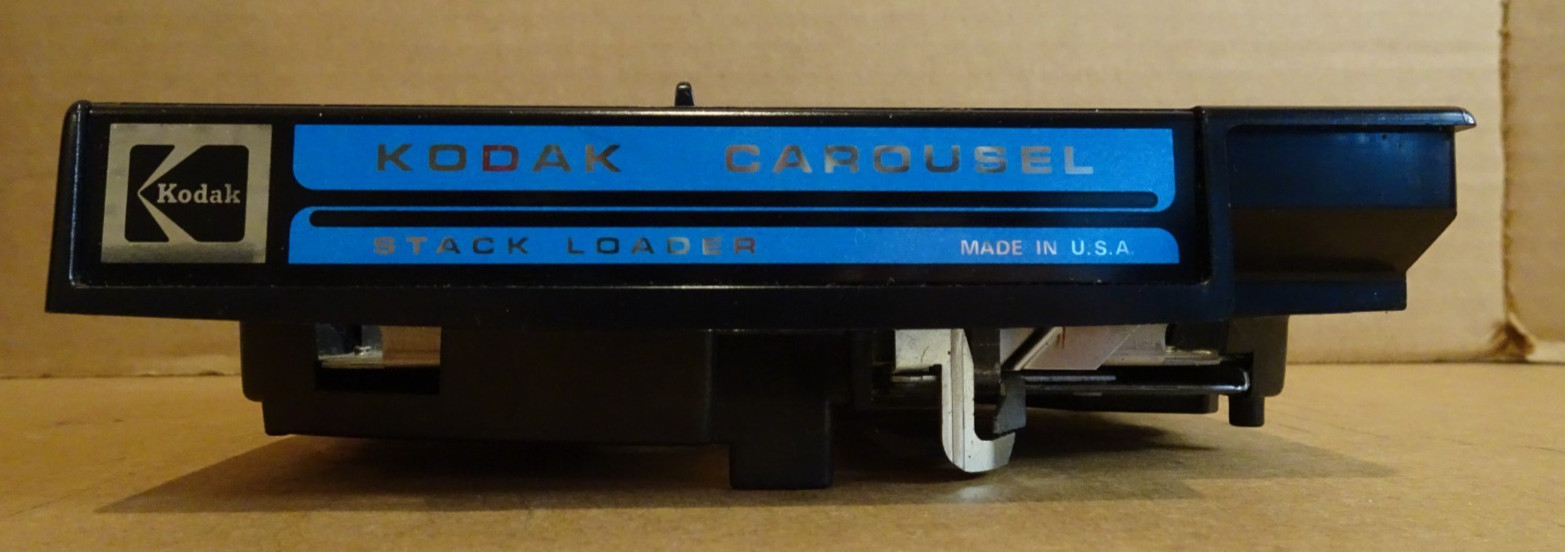 Kodak
KODAK CAROUSEL
STACK LOADER MADE IN U.S.A.